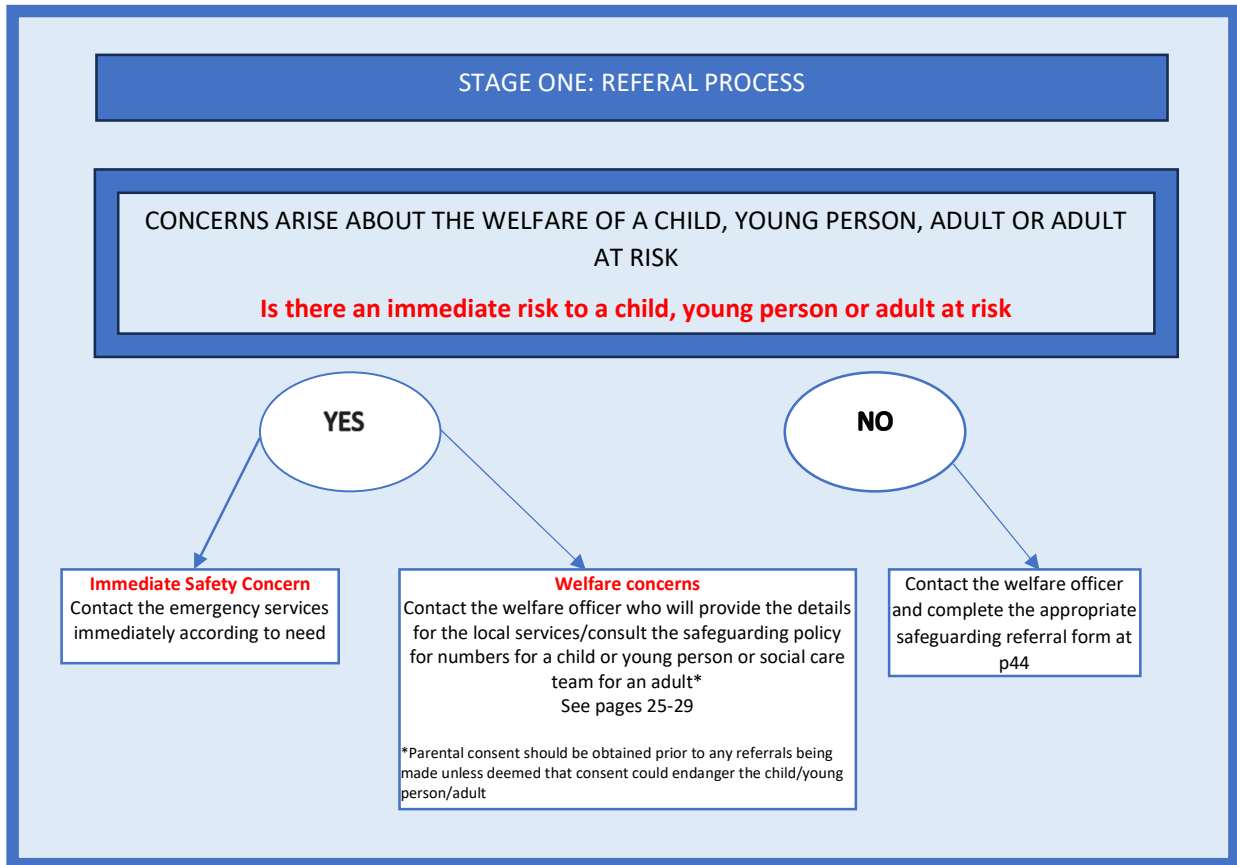 STAGE ONE: REFERAL PROCESS
CONCERNS ARISE ABOUT THE WELFARE OF A CHILD, YOUNG PERSON, ADULT OR ADULT
AT RISK
Is there an immediate risk to a child, young person or adult at risk
YES
NO
Immediate Safety Concern
Contact the emergency services
immediately according to need
Welfare concerns
Contact the welfare officer who will provide the details
for the local services/consult the safeguarding policy
for numbers for a child or young person or social care
team for an adult*
See pages 25-29
*Parental consent should be obtained prior to any referrals being
made unless deemed that consent could endanger the child/young
person/adult
Contact the welfare officer
and complete the appropriate
safeguarding referral form at
p44